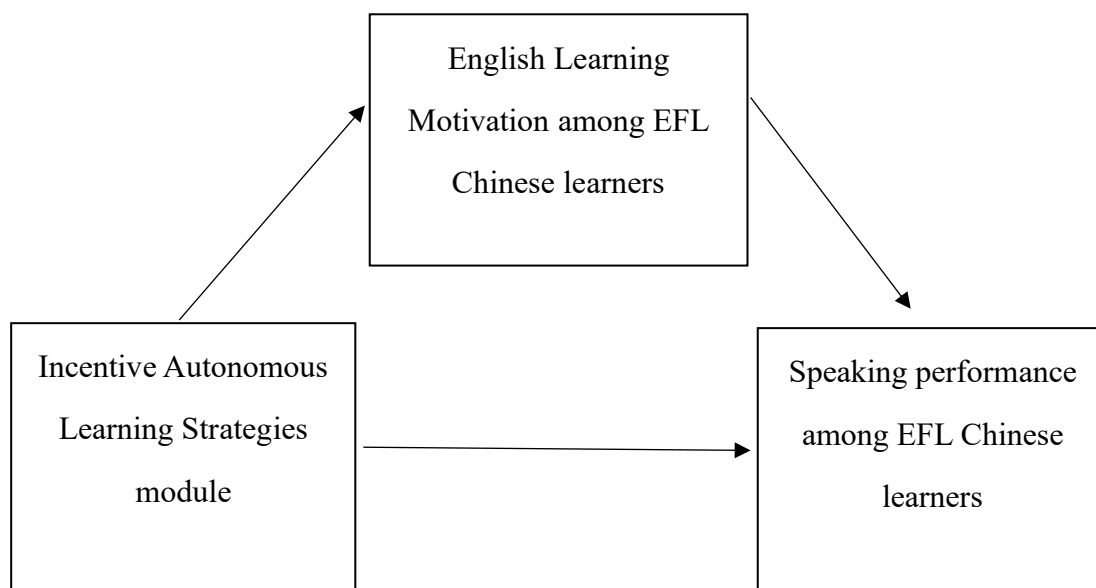 English Learning
Motivation among EFL
Chinese learners
Incentive Autonomous
Learning Strategies
module
Speaking performance
among EFL Chinese
learners